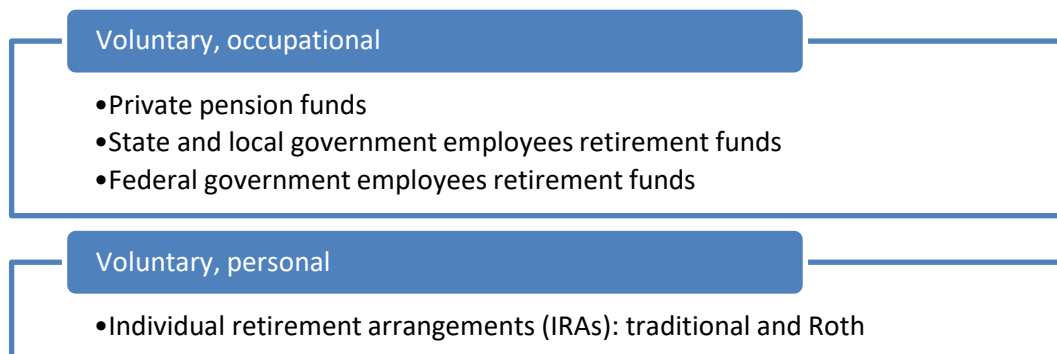 Voluntary, occupational
•Private pension funds
•State and local government employees retirement funds
•Federal government employees retirement funds
Voluntary, personal
•Individual retirement arrangements (IRAs): traditional and Roth